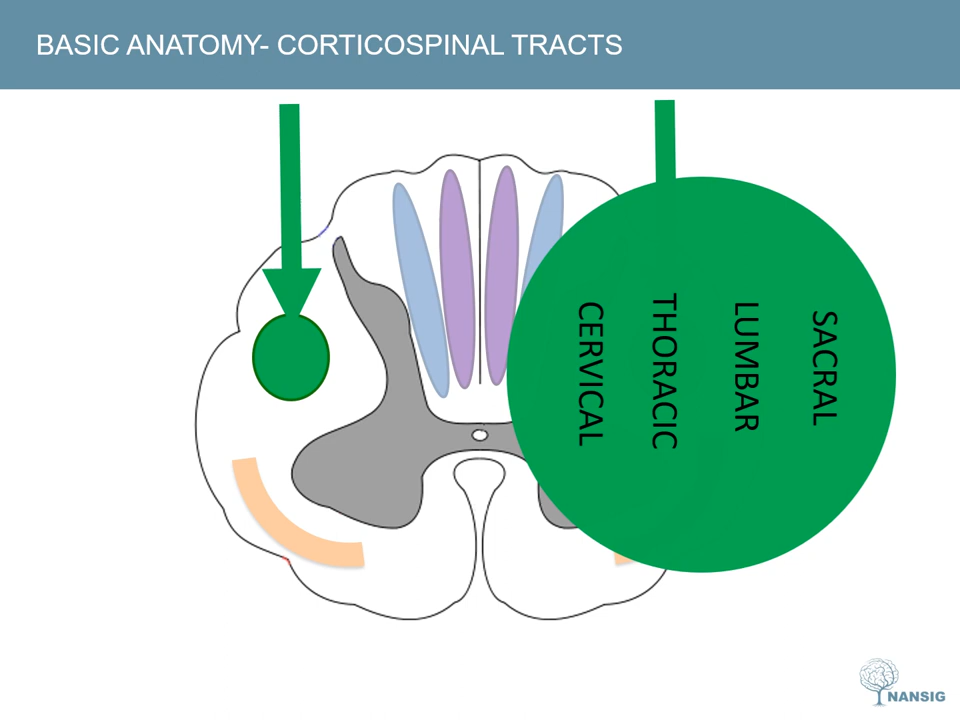 BASIC ANATOMY- CORTICOSPINAL TRACTS
CERVICAL
THORACIC
LUMBAR
SACRAL
NANSIG